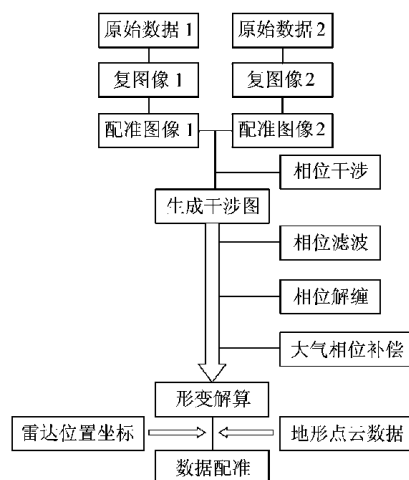 原始数据1
原始数据2
复图像1
复图像2
配准图像1
配准图像2
相位干涉
生成干涉图
相位滤波
相位解缠
大气相位补偿
形变解算
雷达位置坐标
地形点云数据
数据配准